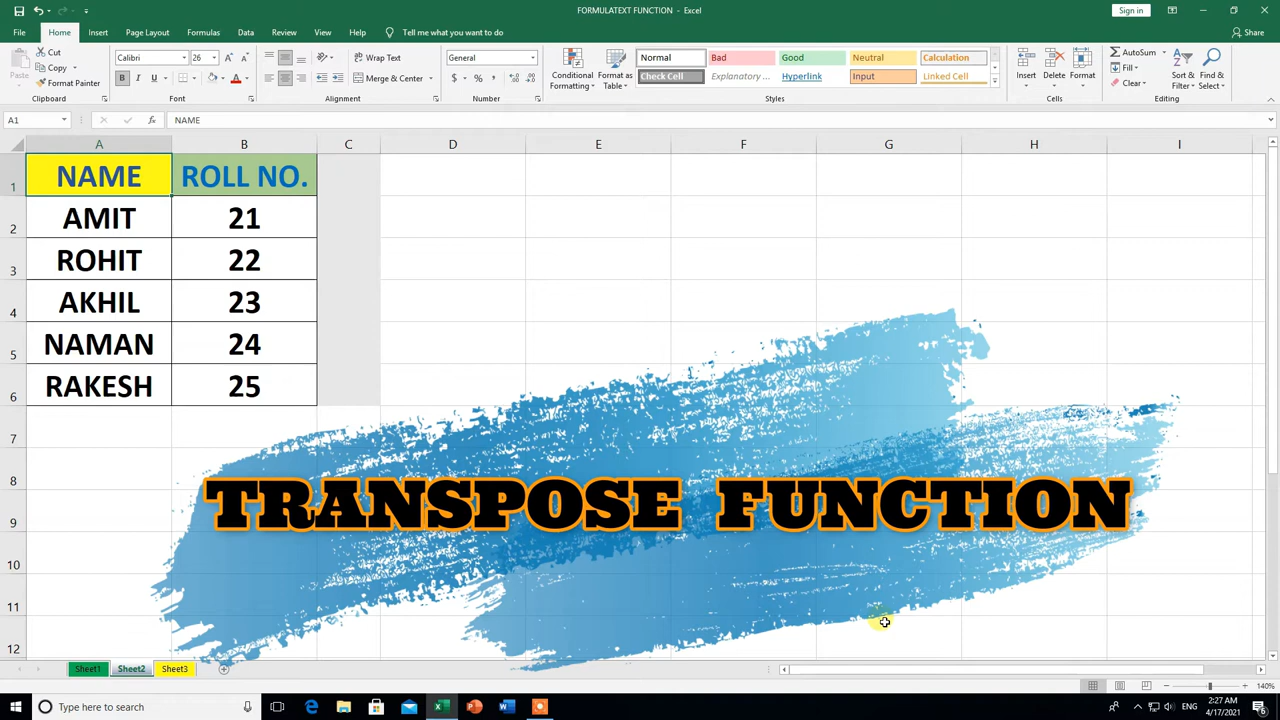 FORMULATEXT FUNCTION - Excel
Sign in
File Home Insert Page Layout Formulas Data Review View Help Tell me what you want to do
Share
Cut
Copy
Format Painter
Paste
Clipboard
Calibri 26
B I U
Font
Wrap Text
Merge & Center
Alignment
General
$ % ,
Number
Conditional Formatting
Format as Table
Normal Bad Good Neutral Calculation
Check Cell Explanatory ... Hyperlink Input Linked Cell
Styles
Insert Delete Format
Cells
AutoSum
Fill
Clear
Sort & Filter
Find & Select
Editing
A1 fx NAME
A B C D E F G H I
1 NAME ROLL NO.
2 AMIT 21
3 ROHIT 22
4 AKHIL 23
5 NAMAN 24
6 RAKESH 25
7
8
9
10
11
12
TRANSPOSE FUNCTION
Sheet1 Sheet2 Sheet3
140%
Type here to search
2:27 AM
4/17/2021